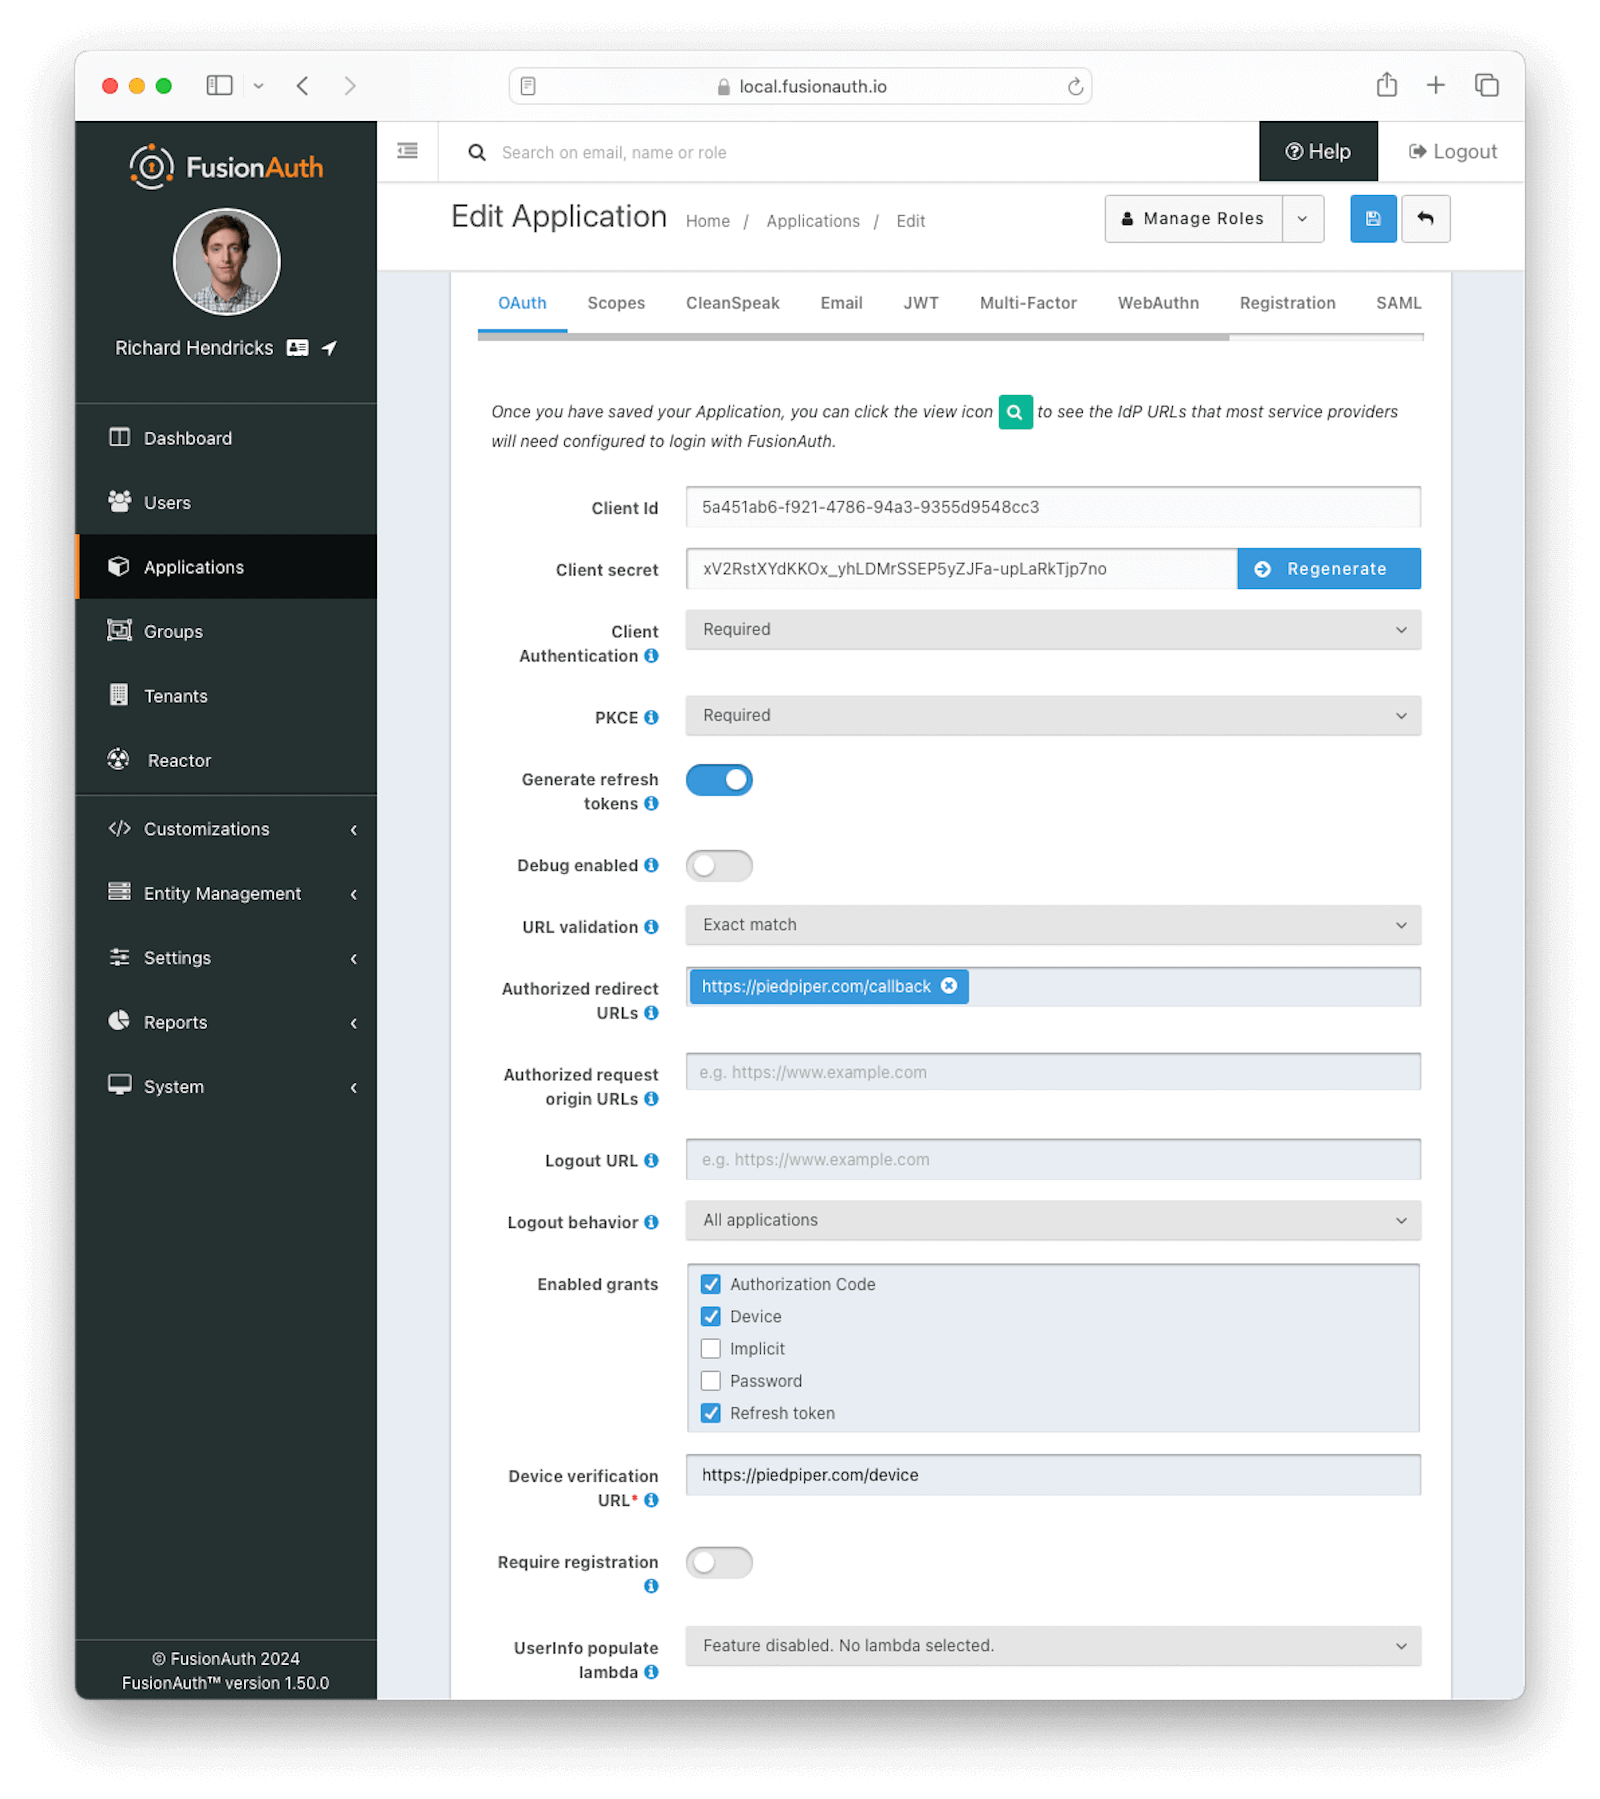 local.fusionauth.io
FusionAuth
Search on email, name or role
Help
Logout
Richard Hendricks
Edit Application
Home / Applications / Edit
Manage Roles
Dashboard
Users
Applications
Groups
Tenants
Reactor
Customizations
Entity Management
Settings
Reports
System
© FusionAuth 2024
FusionAuth™ version 1.50.0
OAuth Scopes CleanSpeak Email JWT Multi-Factor WebAuthn Registration SAML
Once you have saved your Application, you can click the view icon to see the IdP URLs that most service providers
will need configured to login with FusionAuth.
Client Id
5a451ab6-f921-4786-94a3-9355d9548cc3
Client secret
xV2RstXYdKKOx_yhLDMrSSEP5yZJFa-upLaRkTjp7no
Regenerate
Client
Authentication
Required
PKCE
Required
Generate refresh
tokens
Debug enabled
URL validation
Exact match
Authorized redirect
URLs
https://piedpiper.com/callback
Authorized request
origin URLs
e.g. https://www.example.com
Logout URL
e.g. https://www.example.com
Logout behavior
All applications
Enabled grants
Authorization Code
Device
Implicit
Password
Refresh token
Device verification
URL*
https://piedpiper.com/device
Require registration
UserInfo populate
lambda
Feature disabled. No lambda selected.